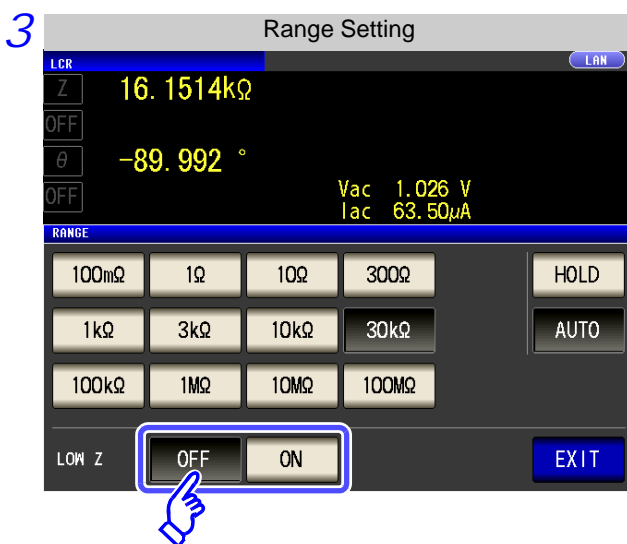 3
Range Setting
LCR
LAN
Z 16.1514kΩ
OFF
θ -89.992 °
OFF
Vac 1.026 V
Iac 63.50µA
RANGE
100mΩ 1Ω 10Ω 300Ω HOLD
1kΩ 3kΩ 10kΩ 30kΩ AUTO
100kΩ 1MΩ 10MΩ 100MΩ
LOW Z OFF ON EXIT